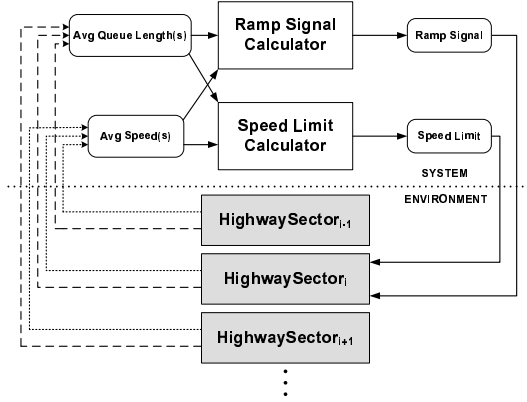 Avg Queue Length(s)
Ramp Signal
Calculator
Ramp Signal
Avg Speed(s)
Speed Limit
Calculator
Speed Limit
SYSTEM
ENVIRONMENT
HighwaySectori-1
HighwaySectori
HighwaySectori+1